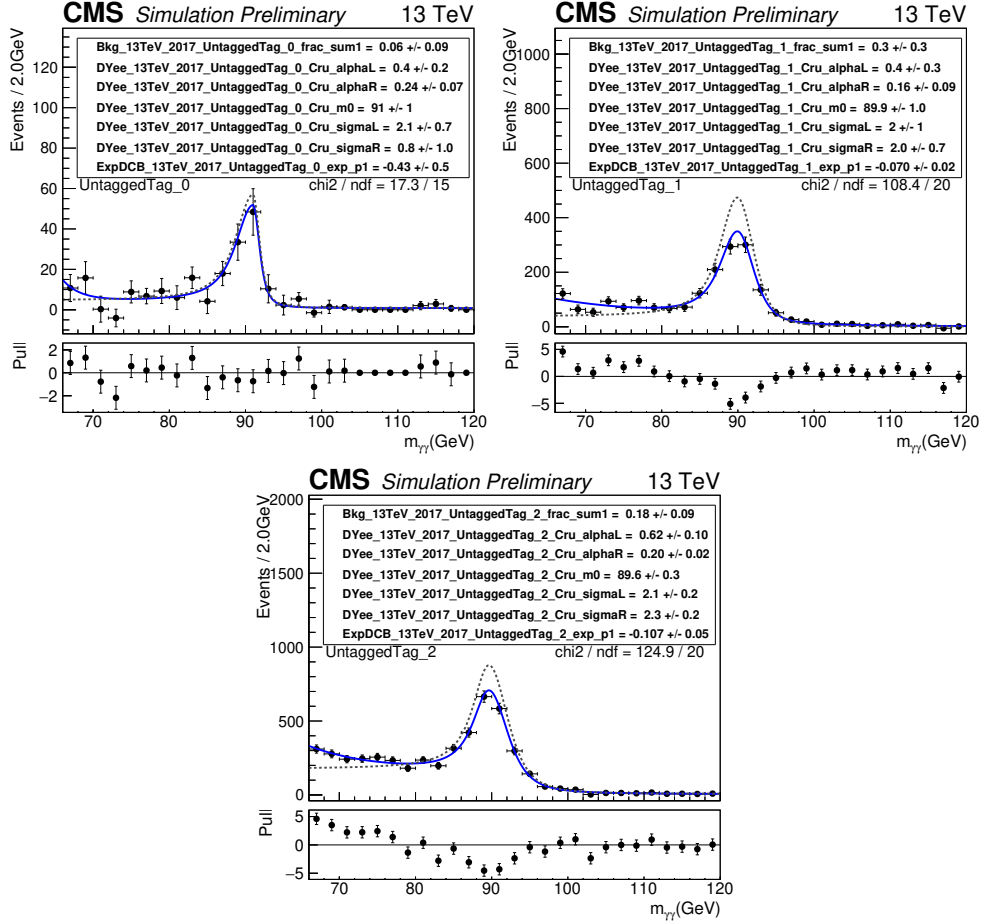 CMS Simulation Preliminary 13 TeV
Events / 2.0GeV
120
100
80
60
40
20
0
Bkg_13TeV_2017_UntaggedTag_0_frac_sum1 = 0.06 +/- 0.09
DYee_13TeV_2017_UntaggedTag_0_Cru_alphaL = 0.4 +/- 0.2
DYee_13TeV_2017_UntaggedTag_0_Cru_alphaR = 0.24 +/- 0.07
DYee_13TeV_2017_UntaggedTag_0_Cru_m0 = 91 +/- 1
DYee_13TeV_2017_UntaggedTag_0_Cru_sigmaL = 2.1 +/- 0.7
DYee_13TeV_2017_UntaggedTag_0_Cru_sigmaR = 0.8 +/- 1.0
ExpDCB_13TeV_2017_UntaggedTag_0_exp_p1 = -0.43 +/- 0.5
UntaggedTag_0 chi2 / ndf = 17.3 / 15
Pull
2
0
−2
70 80 90 100 110 120
mγγ(GeV)
CMS Simulation Preliminary 13 TeV
Events / 2.0GeV
1000
800
600
400
200
0
Bkg_13TeV_2017_UntaggedTag_1_frac_sum1 = 0.3 +/- 0.3
DYee_13TeV_2017_UntaggedTag_1_Cru_alphaL = 0.4 +/- 0.3
DYee_13TeV_2017_UntaggedTag_1_Cru_alphaR = 0.16 +/- 0.09
DYee_13TeV_2017_UntaggedTag_1_Cru_m0 = 89.9 +/- 1.0
DYee_13TeV_2017_UntaggedTag_1_Cru_sigmaL = 2 +/- 1
DYee_13TeV_2017_UntaggedTag_1_Cru_sigmaR = 2.0 +/- 0.7
ExpDCB_13TeV_2017_UntaggedTag_1_exp_p1 = -0.070 +/- 0.02
UntaggedTag_1 chi2 / ndf = 108.4 / 20
Pull
5
0
−5
70 80 90 100 110 120
mγγ(GeV)
CMS Simulation Preliminary 13 TeV
Events / 2.0GeV
2000
1500
1000
500
0
Bkg_13TeV_2017_UntaggedTag_2_frac_sum1 = 0.18 +/- 0.09
DYee_13TeV_2017_UntaggedTag_2_Cru_alphaL = 0.62 +/- 0.10
DYee_13TeV_2017_UntaggedTag_2_Cru_alphaR = 0.20 +/- 0.02
DYee_13TeV_2017_UntaggedTag_2_Cru_m0 = 89.6 +/- 0.3
DYee_13TeV_2017_UntaggedTag_2_Cru_sigmaL = 2.1 +/- 0.2
DYee_13TeV_2017_UntaggedTag_2_Cru_sigmaR = 2.3 +/- 0.2
ExpDCB_13TeV_2017_UntaggedTag_2_exp_p1 = -0.107 +/- 0.05
UntaggedTag_2 chi2 / ndf = 124.9 / 20
Pull
5
0
−5
70 80 90 100 110 120
mγγ(GeV)